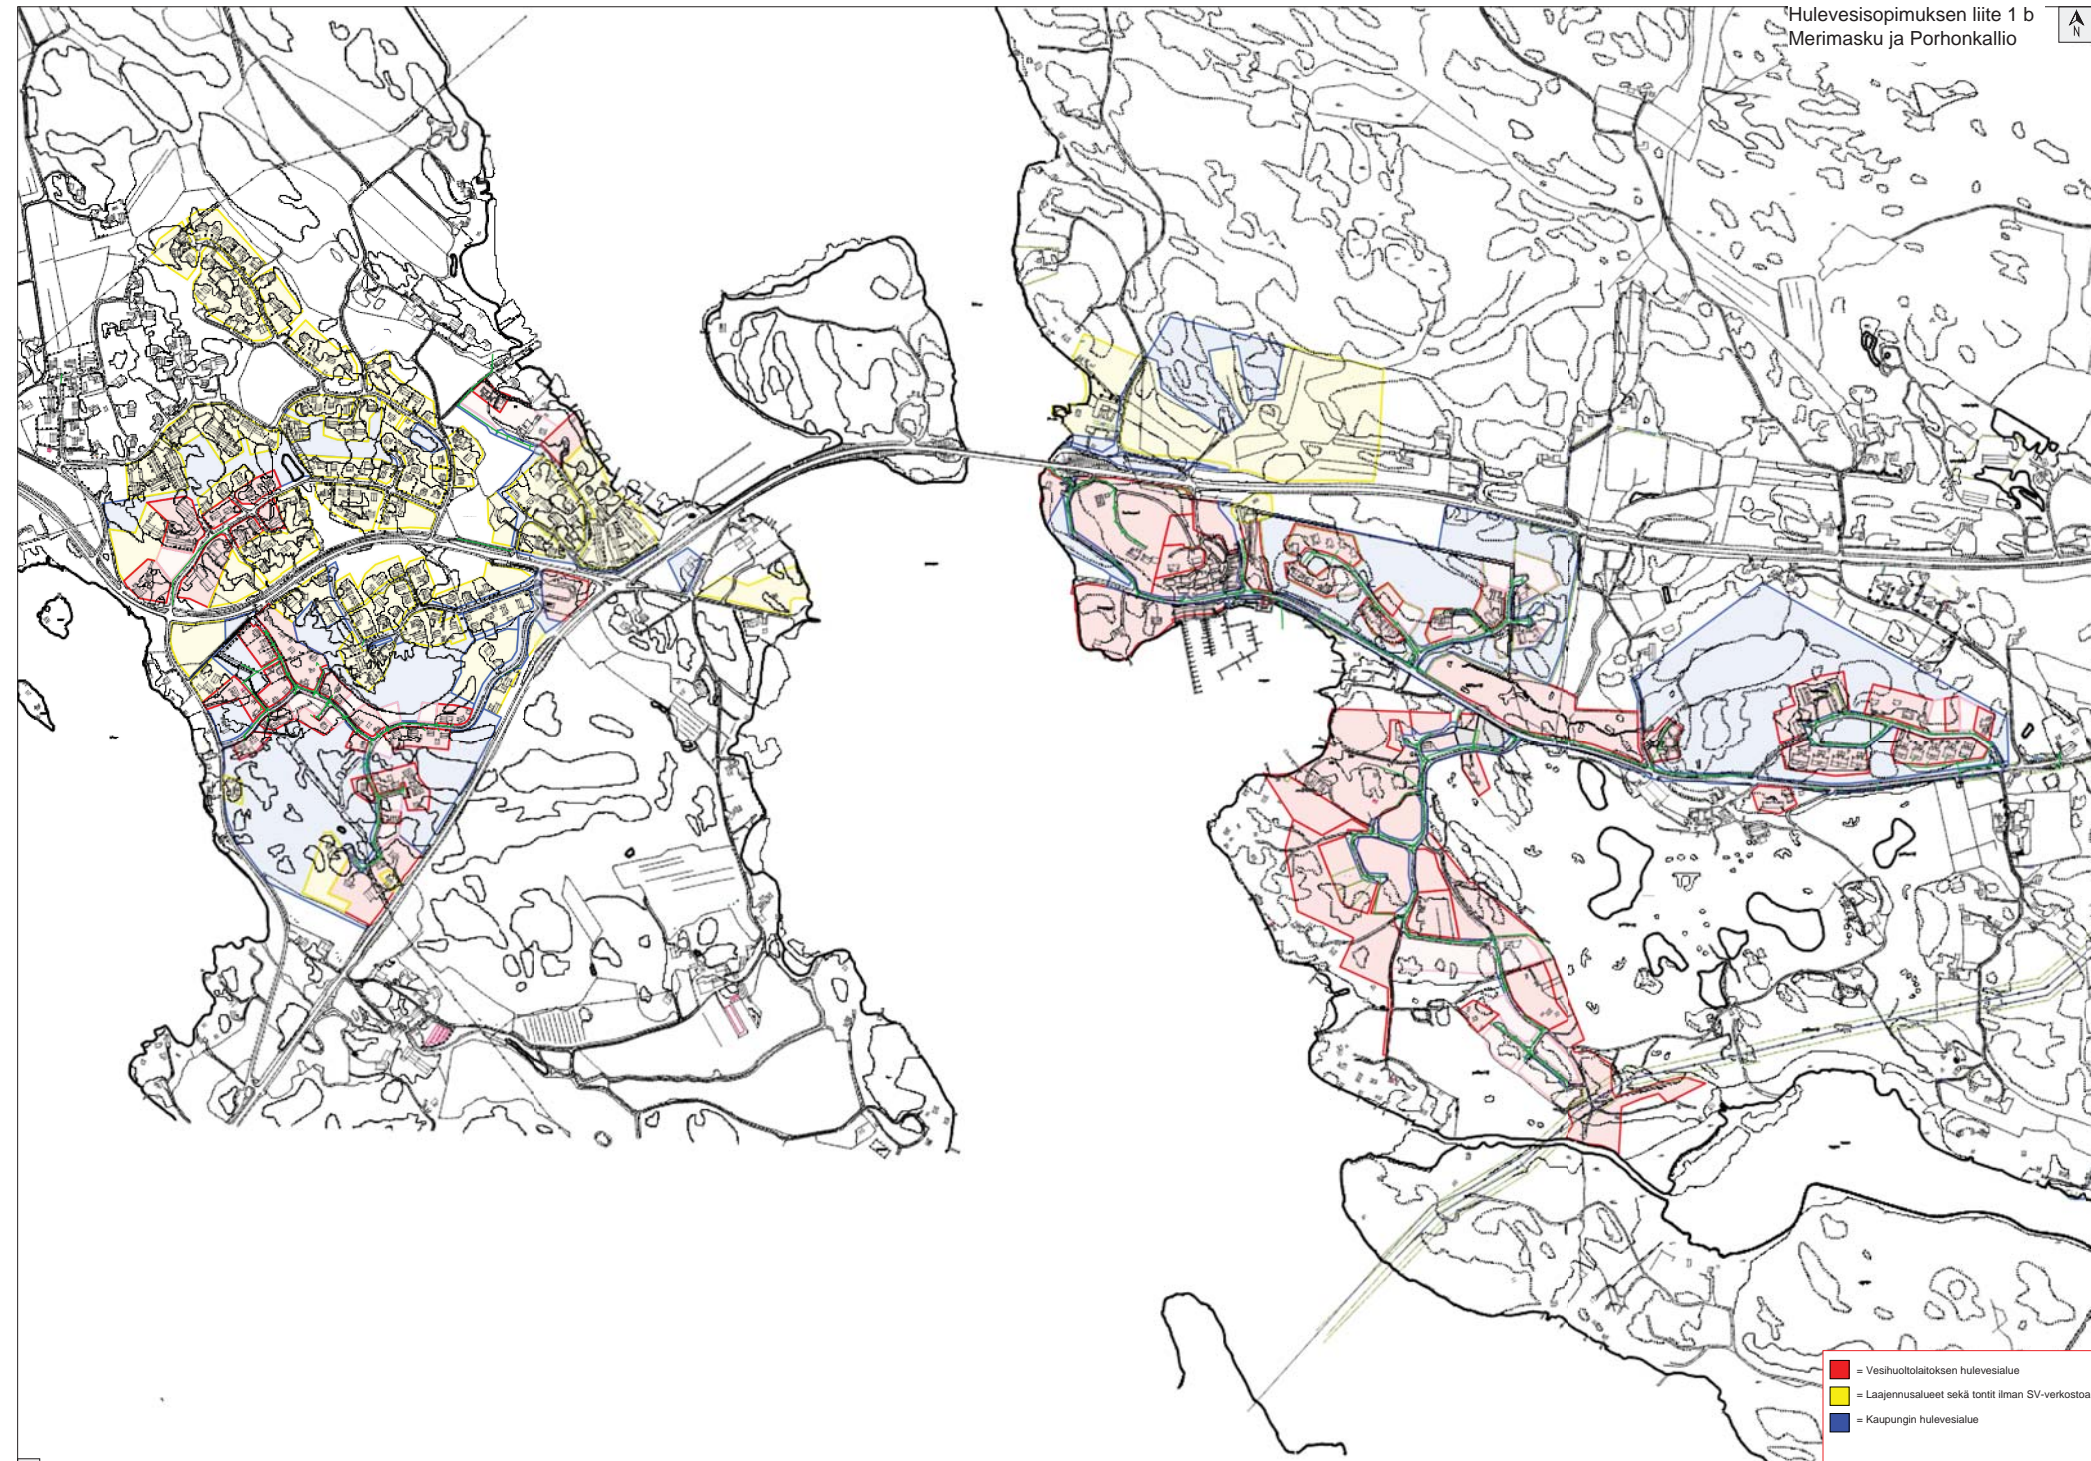 Hulevesisopimuksen liite 1 b
Merimasku ja Porhonkallio
N
= Vesihuoltolaitoksen hulevesialue
= Laajennusalueet sekä tontit ilman SV-verkostoa
= Kaupungin hulevesialue